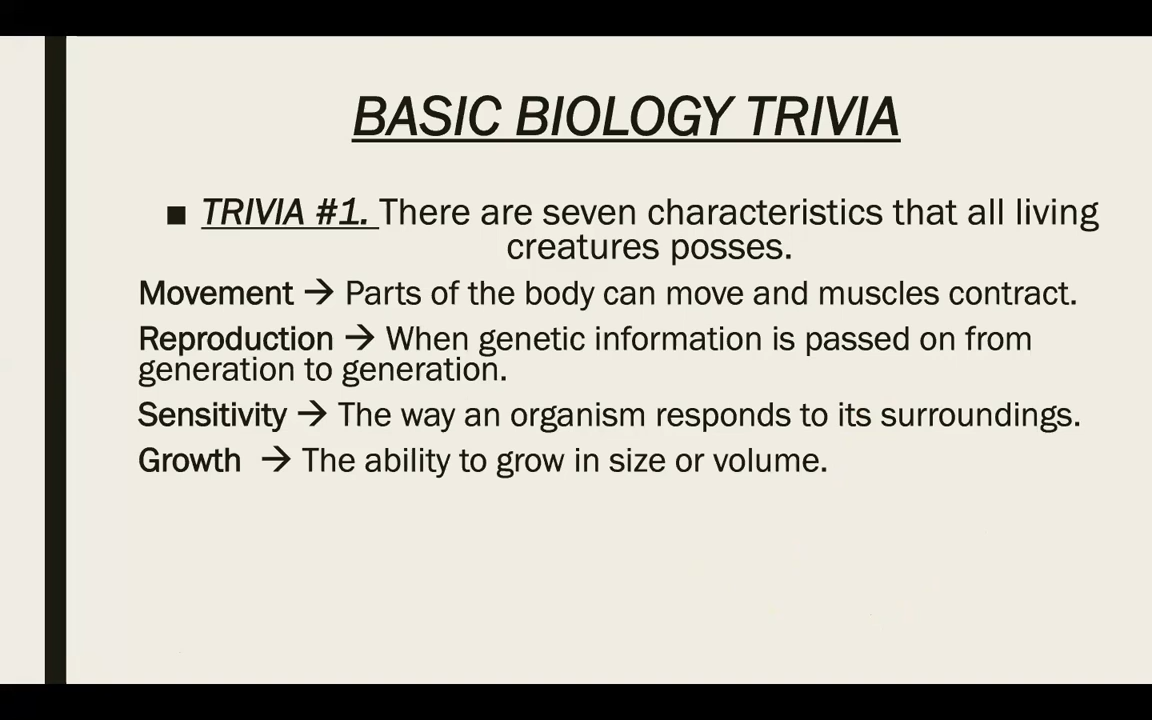 BASIC BIOLOGY TRIVIA
■ TRIVIA #1. There are seven characteristics that all living
creatures posses.
Movement → Parts of the body can move and muscles contract.
Reproduction → When genetic information is passed on from
generation to generation.
Sensitivity → The way an organism responds to its surroundings.
Growth → The ability to grow in size or volume.